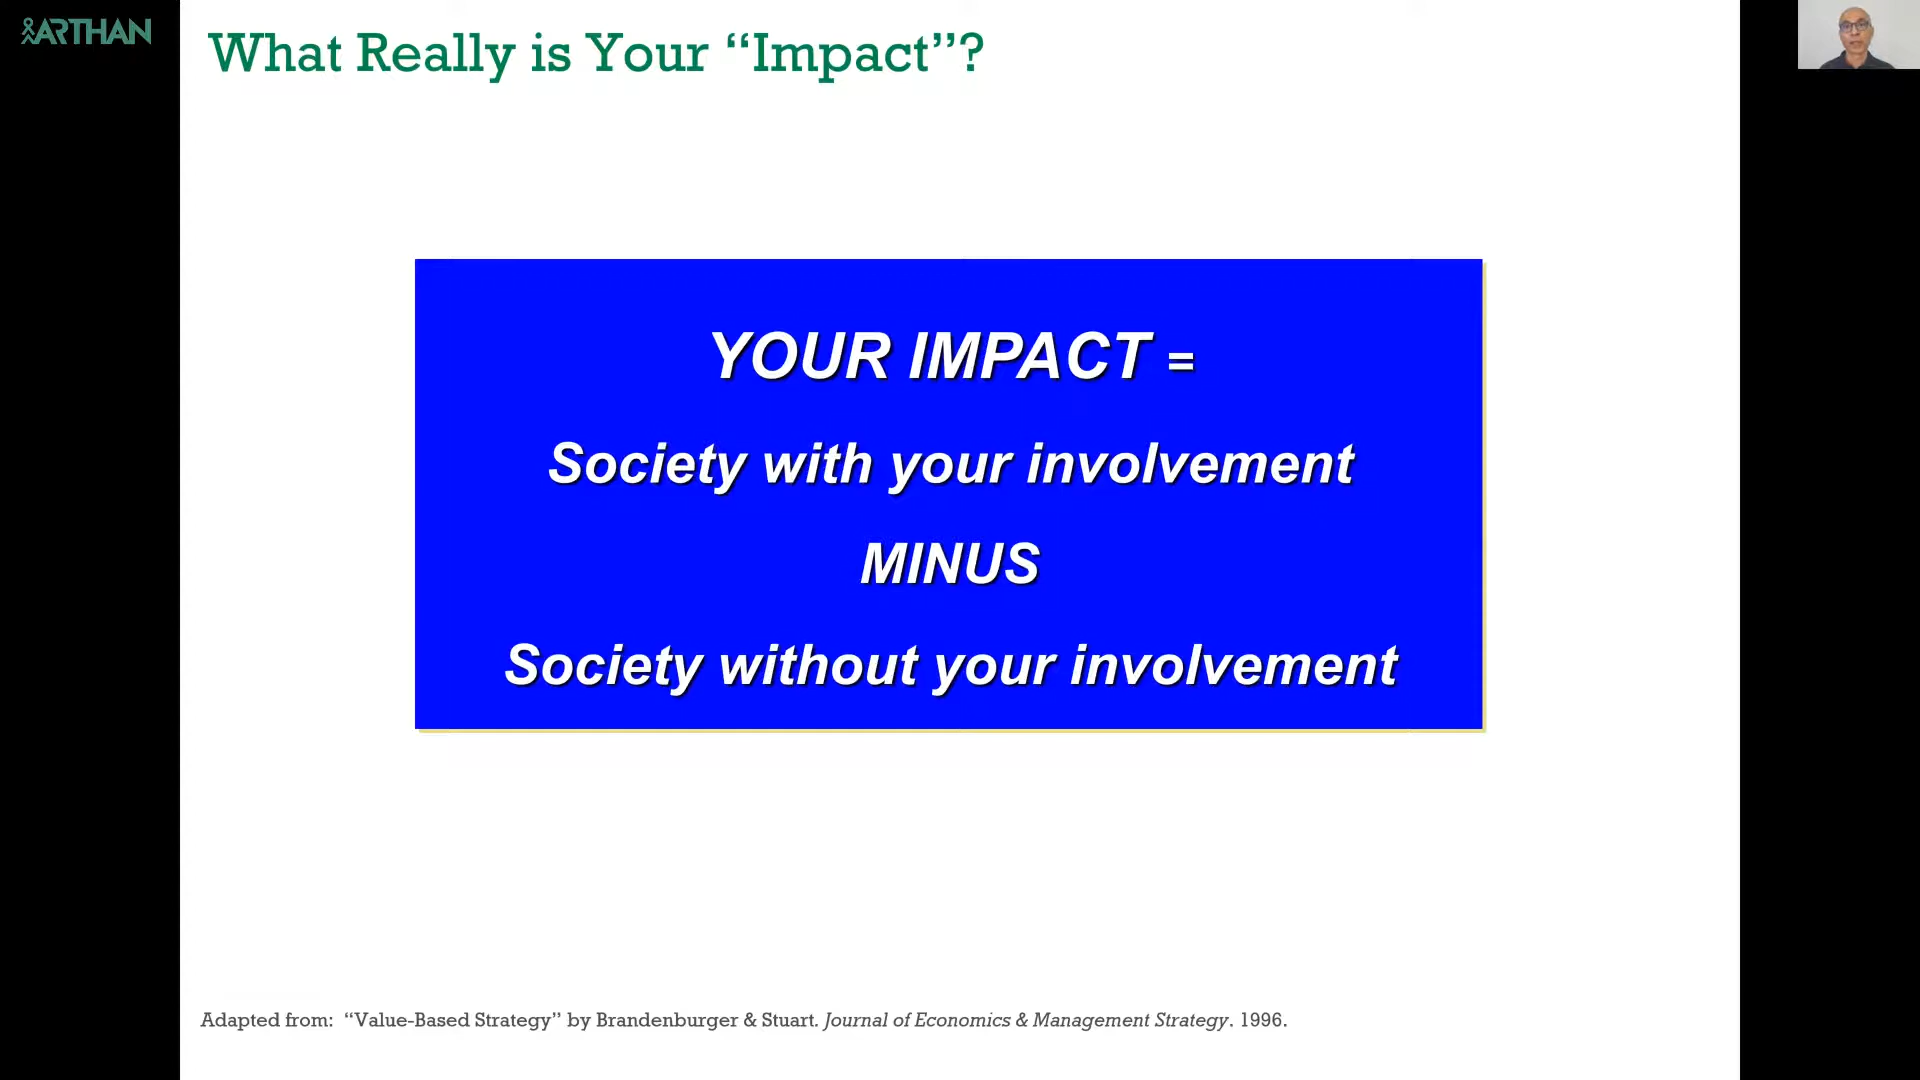 ARTHAN
What Really is Your “Impact”?
YOUR IMPACT =
Society with your involvement
MINUS
Society without your involvement
Adapted from: “Value-Based Strategy” by Brandenburger & Stuart. Journal of Economics & Management Strategy. 1996.